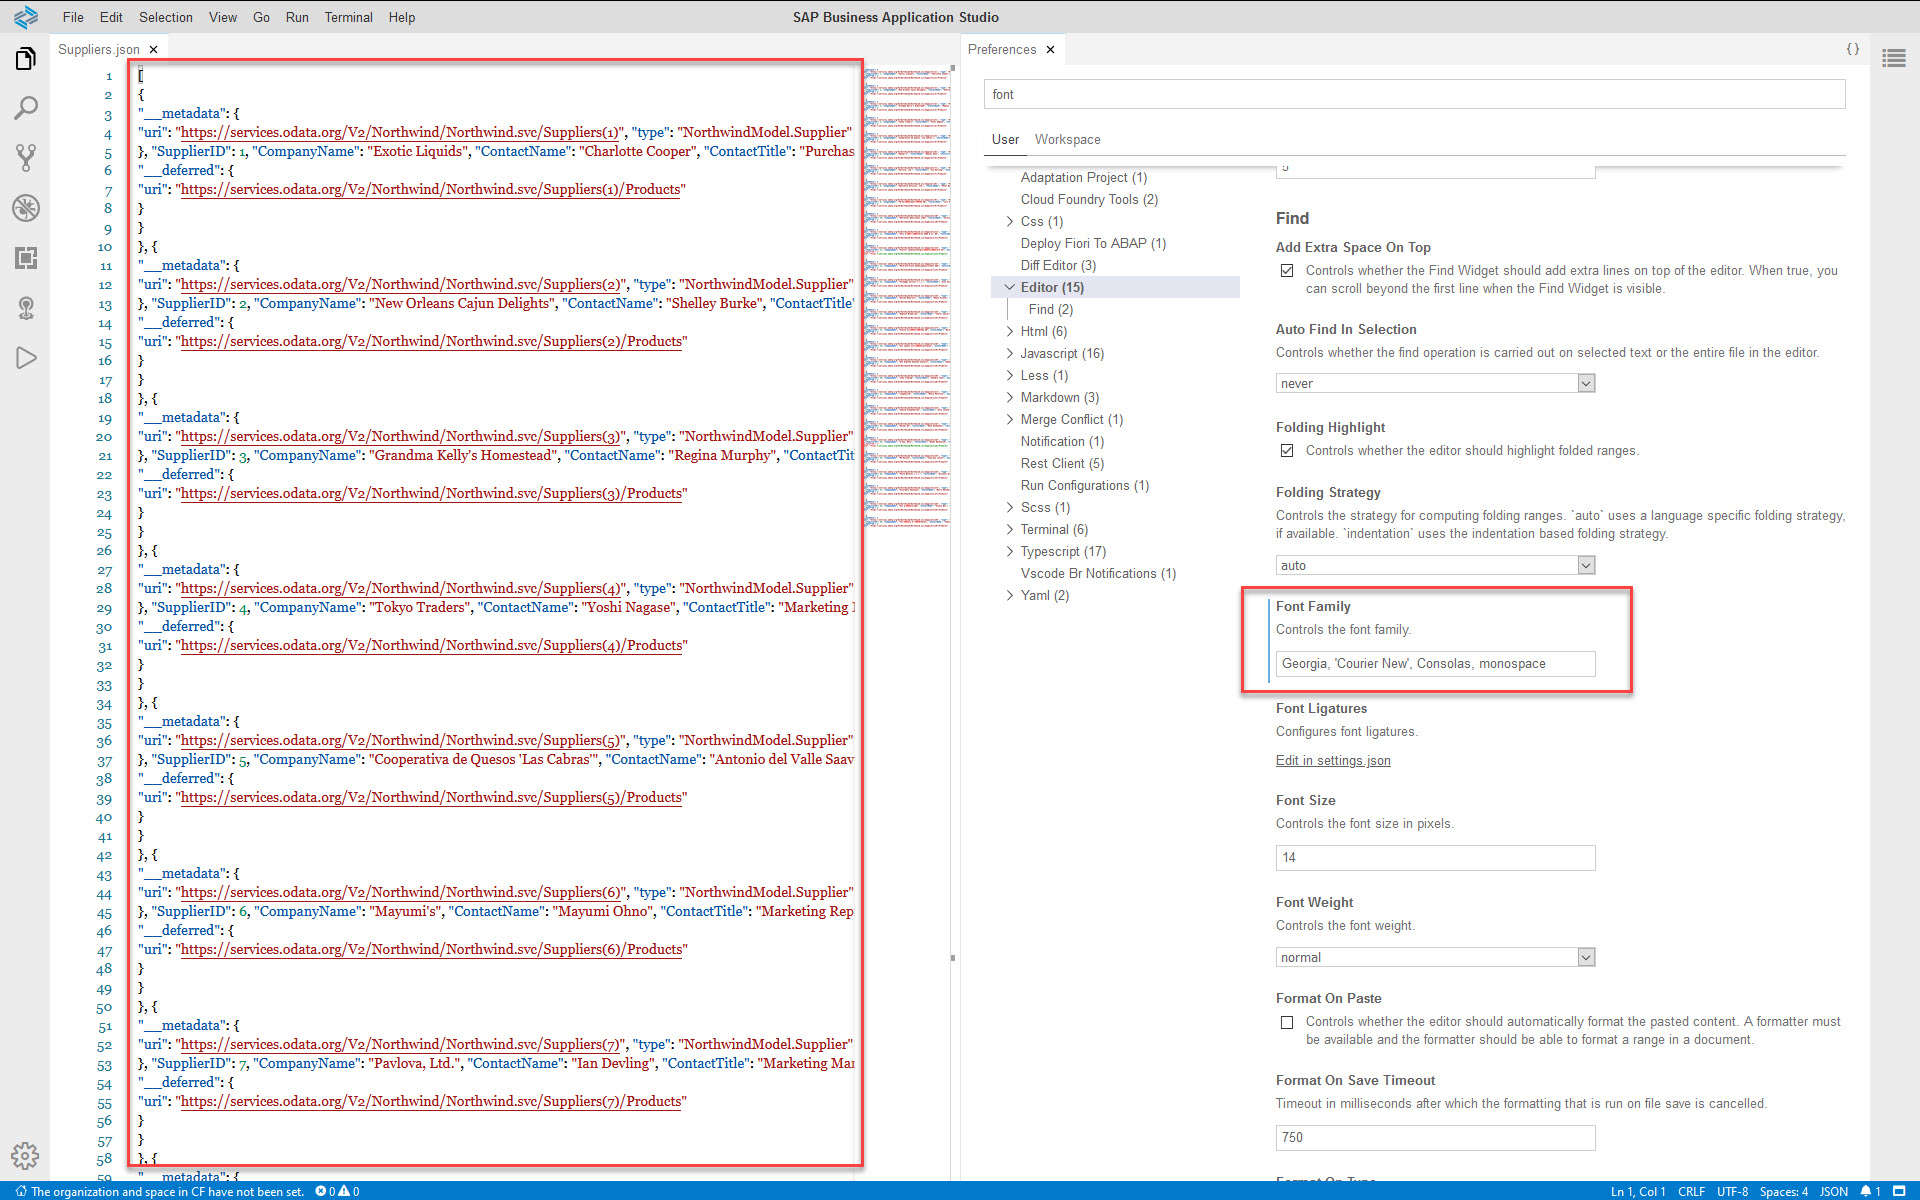 File Edit Selection View Go Run Terminal Help
SAP Business Application Studio
Suppliers.json
1 [
2 {
3 "__metadata": {
4 "uri": "https://services.odata.org/V2/Northwind/Northwind.svc/Suppliers(1)", "type": "NorthwindModel.Supplier"
5 }, "SupplierID": 1, "CompanyName": "Exotic Liquids", "ContactName": "Charlotte Cooper", "ContactTitle": "Purchas
6 "__deferred": {
7 "uri": "https://services.odata.org/V2/Northwind/Northwind.svc/Suppliers(1)/Products"
8 }
9 }
10 }, {
11 "__metadata": {
12 "uri": "https://services.odata.org/V2/Northwind/Northwind.svc/Suppliers(2)", "type": "NorthwindModel.Supplier"
13 }, "SupplierID": 2, "CompanyName": "New Orleans Cajun Delights", "ContactName": "Shelley Burke", "ContactTitle"
14 "__deferred": {
15 "uri": "https://services.odata.org/V2/Northwind/Northwind.svc/Suppliers(2)/Products"
16 }
17 }
18 }, {
19 "__metadata": {
20 "uri": "https://services.odata.org/V2/Northwind/Northwind.svc/Suppliers(3)", "type": "NorthwindModel.Supplier"
21 }, "SupplierID": 3, "CompanyName": "Grandma Kelly's Homestead", "ContactName": "Regina Murphy", "ContactTit
22 "__deferred": {
23 "uri": "https://services.odata.org/V2/Northwind/Northwind.svc/Suppliers(3)/Products"
24 }
25 }
26 }, {
27 "__metadata": {
28 "uri": "https://services.odata.org/V2/Northwind/Northwind.svc/Suppliers(4)", "type": "NorthwindModel.Supplier"
29 }, "SupplierID": 4, "CompanyName": "Tokyo Traders", "ContactName": "Yoshi Nagase", "ContactTitle": "Marketing
30 "__deferred": {
31 "uri": "https://services.odata.org/V2/Northwind/Northwind.svc/Suppliers(4)/Products"
32 }
33 }
34 }, {
35 "__metadata": {
36 "uri": "https://services.odata.org/V2/Northwind/Northwind.svc/Suppliers(5)", "type": "NorthwindModel.Supplier"
37 }, "SupplierID": 5, "CompanyName": "Cooperativa de Quesos 'Las Cabras'", "ContactName": "Antonio del Valle Saav
38 "__deferred": {
39 "uri": "https://services.odata.org/V2/Northwind/Northwind.svc/Suppliers(5)/Products"
40 }
41 }
42 }, {
43 "__metadata": {
44 "uri": "https://services.odata.org/V2/Northwind/Northwind.svc/Suppliers(6)", "type": "NorthwindModel.Supplier"
45 }, "SupplierID": 6, "CompanyName": "Mayumi's", "ContactName": "Mayumi Ohno", "ContactTitle": "Marketing Rep
46 "__deferred": {
47 "uri": "https://services.odata.org/V2/Northwind/Northwind.svc/Suppliers(6)/Products"
48 }
49 }
50 }, {
51 "__metadata": {
52 "uri": "https://services.odata.org/V2/Northwind/Northwind.svc/Suppliers(7)", "type": "NorthwindModel.Supplier"
53 }, "SupplierID": 7, "CompanyName": "Pavlova, Ltd.", "ContactName": "Ian Devling", "ContactTitle": "Marketing Mar
54 "__deferred": {
55 "uri": "https://services.odata.org/V2/Northwind/Northwind.svc/Suppliers(7)/Products"
56 }
57 }
58 }, {
59 "__metadata": {
Preferences
{}
font
User Workspace
Adaptation Project (1)
Cloud Foundry Tools (2)
Css (1)
Deploy Fiori To ABAP (1)
Diff Editor (3)
Editor (15)
Find (2)
Html (6)
Javascript (16)
Less (1)
Markdown (3)
Merge Conflict (1)
Notification (1)
Rest Client (5)
Run Configurations (1)
Scss (1)
Terminal (6)
Typescript (17)
Vscode Br Notifications (1)
Yaml (2)
5
Find
Add Extra Space On Top
Controls whether the Find Widget should add extra lines on top of the editor. When true, you
can scroll beyond the first line when the Find Widget is visible.
Auto Find In Selection
Controls whether the find operation is carried out on selected text or the entire file in the editor.
never
Folding Highlight
Controls whether the editor should highlight folded ranges.
Folding Strategy
Controls the strategy for computing folding ranges. `auto` uses a language specific folding strategy,
if available. `indentation` uses the indentation based folding strategy.
auto
Font Family
Controls the font family.
Georgia, 'Courier New', Consolas, monospace
Font Ligatures
Configures font ligatures.
Edit in settings.json
Font Size
Controls the font size in pixels.
14
Font Weight
Controls the font weight.
normal
Format On Paste
Controls whether the editor should automatically format the pasted content. A formatter must
be available and the formatter should be able to format a range in a document.
Format On Save Timeout
Timeout in milliseconds after which the formatting that is run on file save is cancelled.
750
Format On Type
The organization and space in CF have not been set. 0 0
Ln 1, Col 1 CRLF UTF-8 Spaces: 4 JSON 1